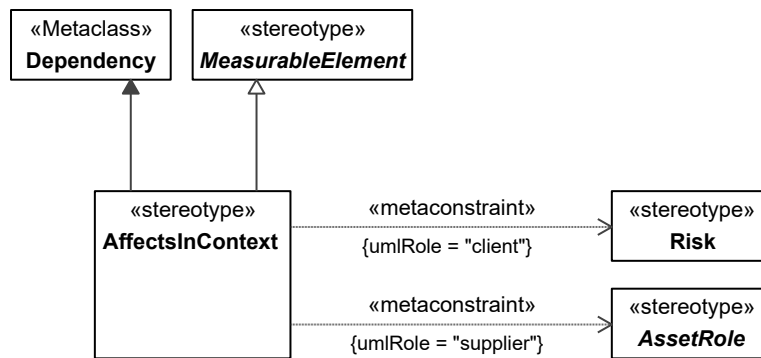 «Metaclass»
Dependency
«stereotype»
MeasurableElement
«stereotype»
AffectsInContext
«metaconstraint»
{umlRole = "client"}
«stereotype»
Risk
«metaconstraint»
{umlRole = "supplier"}
«stereotype»
AssetRole